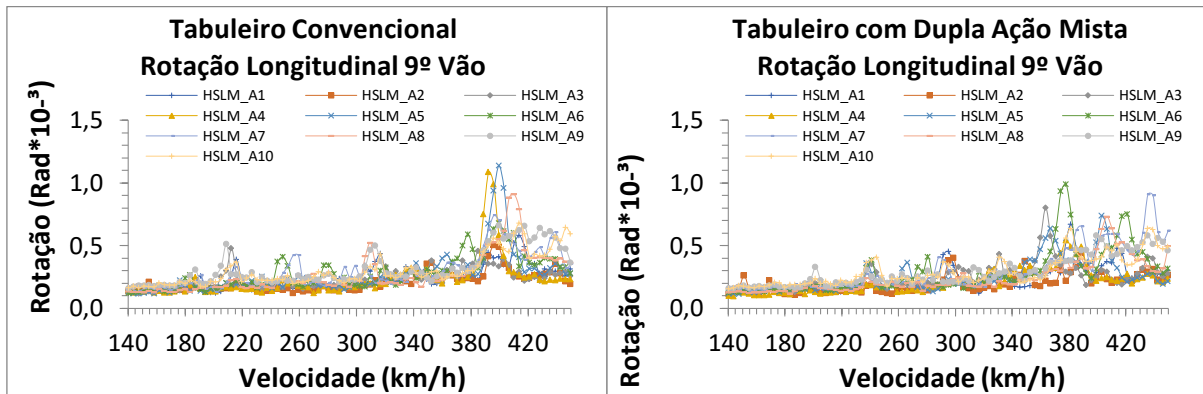 Tabuleiro Convencional
Rotação Longitudinal 9º Vão
HSLM_A1 HSLM_A2 HSLM_A3
HSLM_A4 HSLM_A5 HSLM_A6
HSLM_A7 HSLM_A8 HSLM_A9
HSLM_A10
Rotação (Rad*10-³)
1,5
1,0
0,5
0,0
140 180 220 260 300 340 380 420
Velocidade (km/h)
Tabuleiro com Dupla Ação Mista
Rotação Longitudinal 9º Vão
HSLM_A1 HSLM_A2 HSLM_A3
HSLM_A4 HSLM_A5 HSLM_A6
HSLM_A7 HSLM_A8 HSLM_A9
HSLM_A10
Rotação (Rad*10-³)
1,5
1,0
0,5
0,0
140 180 220 260 300 340 380 420
Velocidade (km/h)